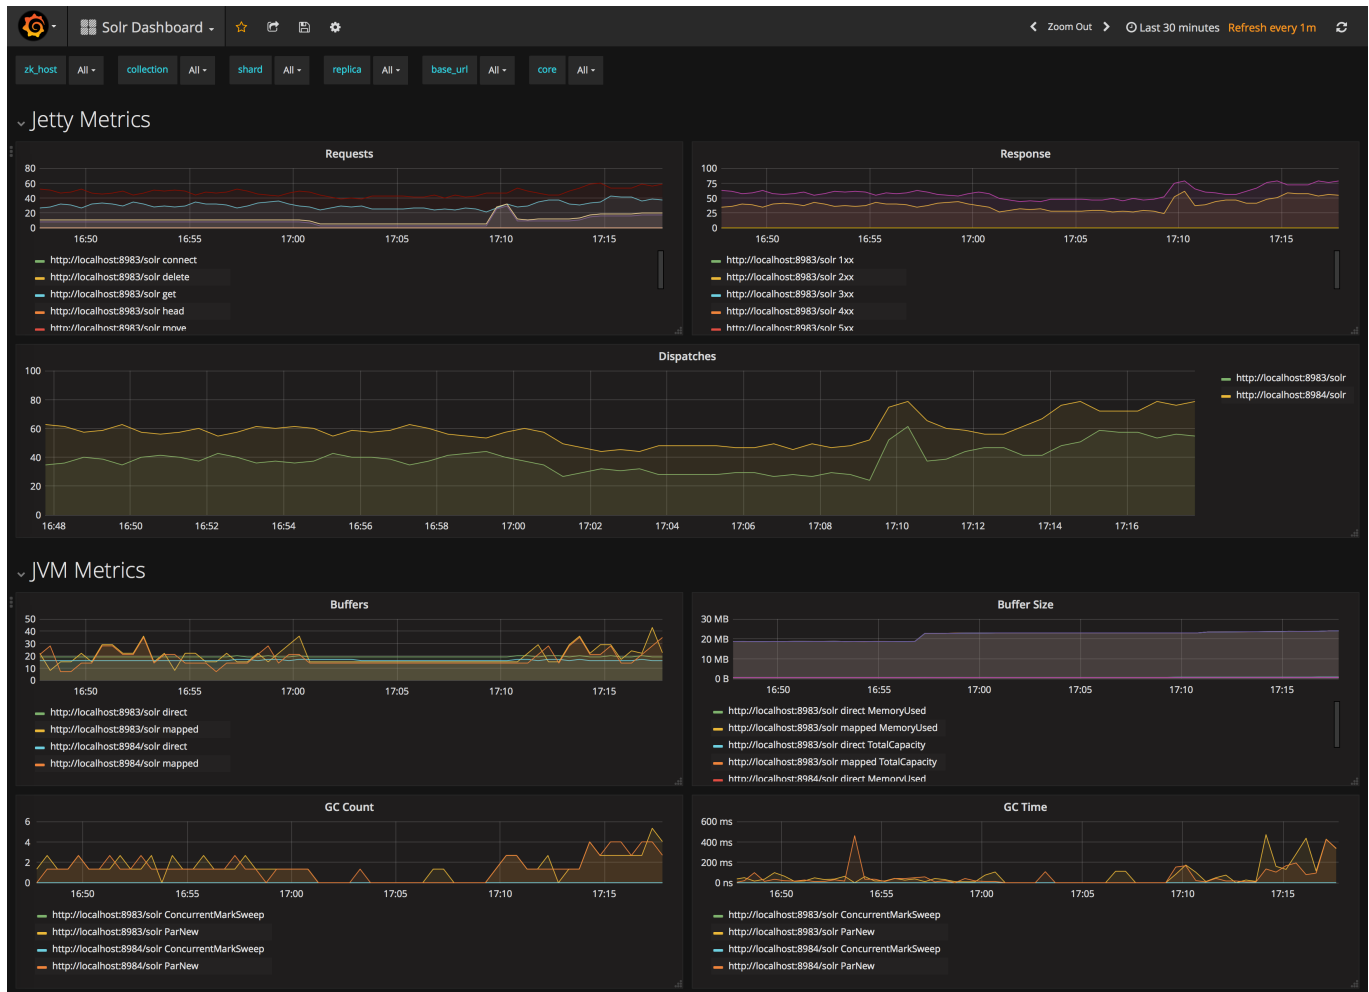 Solr Dashboard
Zoom Out
Last 30 minutes Refresh every 1m
zk_host All collection All shard All replica All base_url All core All
Jetty Metrics
Requests
80
60
40
20
0
16:50 16:55 17:00 17:05 17:10 17:15
http://localhost:8983/solr connect
http://localhost:8983/solr delete
http://localhost:8983/solr get
http://localhost:8983/solr head
http://localhost:8983/solr move
Response
100
75
50
25
0
16:50 16:55 17:00 17:05 17:10 17:15
http://localhost:8983/solr 1xx
http://localhost:8983/solr 2xx
http://localhost:8983/solr 3xx
http://localhost:8983/solr 4xx
http://localhost:8983/solr 5xx
Dispatches
100
80
60
40
20
0
16:48 16:50 16:52 16:54 16:56 16:58 17:00 17:02 17:04 17:06 17:08 17:10 17:12 17:14 17:16
http://localhost:8983/solr
http://localhost:8984/solr
JVM Metrics
Buffers
50
40
30
20
10
0
16:50 16:55 17:00 17:05 17:10 17:15
http://localhost:8983/solr direct
http://localhost:8983/solr mapped
http://localhost:8984/solr direct
http://localhost:8984/solr mapped
Buffer Size
30 MB
20 MB
10 MB
0 B
16:50 16:55 17:00 17:05 17:10 17:15
http://localhost:8983/solr direct MemoryUsed
http://localhost:8983/solr mapped MemoryUsed
http://localhost:8983/solr direct TotalCapacity
http://localhost:8983/solr mapped TotalCapacity
http://localhost:8984/solr direct MemoryUsed
GC Count
6
4
2
0
16:50 16:55 17:00 17:05 17:10 17:15
http://localhost:8983/solr ConcurrentMarkSweep
http://localhost:8983/solr ParNew
http://localhost:8984/solr ConcurrentMarkSweep
http://localhost:8984/solr ParNew
GC Time
600 ms
400 ms
200 ms
0 ns
16:50 16:55 17:00 17:05 17:10 17:15
http://localhost:8983/solr ConcurrentMarkSweep
http://localhost:8983/solr ParNew
http://localhost:8984/solr ConcurrentMarkSweep
http://localhost:8984/solr ParNew